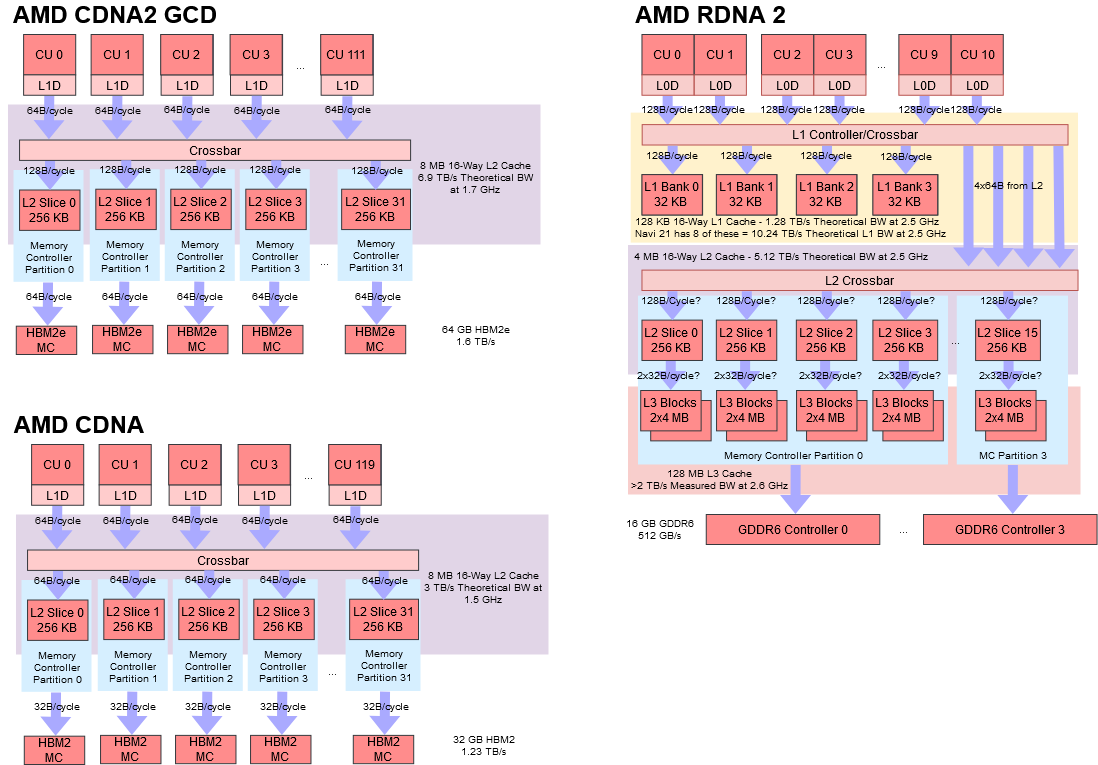 AMD CDNA2 GCD
CU 0
CU 1
CU 2
CU 3
...
CU 111
L1D
L1D
L1D
L1D
L1D
64B/cycle
64B/cycle
64B/cycle
64B/cycle
64B/cycle
Crossbar
128B/cycle
128B/cycle
128B/cycle
128B/cycle
128B/cycle
8 MB 16-Way L2 Cache
6.9 TB/s Theoretical BW
at 1.7 GHz
L2 Slice 0
256 KB
L2 Slice 1
256 KB
L2 Slice 2
256 KB
L2 Slice 3
256 KB
L2 Slice 31
256 KB
Memory
Controller
Partition 0
Memory
Controller
Partition 1
Memory
Controller
Partition 2
Memory
Controller
Partition 3
...
Memory
Controller
Partition 31
64B/cycle
64B/cycle
64B/cycle
64B/cycle
64B/cycle
HBM2e
MC
HBM2e
MC
HBM2e
MC
HBM2e
MC
HBM2e
MC
64 GB HBM2e
1.6 TB/s
AMD CDNA
CU 0
CU 1
CU 2
CU 3
...
CU 119
L1D
L1D
L1D
L1D
L1D
64B/cycle
64B/cycle
64B/cycle
64B/cycle
64B/cycle
Crossbar
64B/cycle
64B/cycle
64B/cycle
64B/cycle
64B/cycle
8 MB 16-Way L2 Cache
3 TB/s Theoretical BW at
1.5 GHz
L2 Slice 0
256 KB
L2 Slice 1
256 KB
L2 Slice 2
256 KB
L2 Slice 3
256 KB
L2 Slice 31
256 KB
Memory
Controller
Partition 0
Memory
Controller
Partition 1
Memory
Controller
Partition 2
Memory
Controller
Partition 3
...
Memory
Controller
Partition 31
32B/cycle
32B/cycle
32B/cycle
32B/cycle
32B/cycle
HBM2
MC
HBM2
MC
HBM2
MC
HBM2
MC
HBM2
MC
32 GB HBM2
1.23 TB/s
AMD RDNA 2
CU 0
CU 1
CU 2
CU 3
...
CU 9
CU 10
L0D
L0D
L0D
L0D
L0D
L0D
128B/cycle
128B/cycle
128B/cycle
128B/cycle
128B/cycle
128B/cycle
L1 Controller/Crossbar
128B/cycle
128B/cycle
128B/cycle
128B/cycle
4x64B from L2
L1 Bank 0
32 KB
L1 Bank 1
32 KB
L1 Bank 2
32 KB
L1 Bank 3
32 KB
128 KB 16-Way L1 Cache - 1.28 TB/s Theoretical BW at 2.5 GHz
Navi 21 has 8 of these = 10.24 TB/s Theoretical L1 BW at 2.5 GHz
4 MB 16-Way L2 Cache - 5.12 TB/s Theoretical BW at 2.5 GHz
L2 Crossbar
128B/Cycle?
128B/Cycle?
128B/cycle?
128B/cycle?
128B/cycle?
L2 Slice 0
256 KB
L2 Slice 1
256 KB
L2 Slice 2
256 KB
L2 Slice 3
256 KB
...
L2 Slice 15
256 KB
2x32B/cycle?
2x32B/cycle?
2x32B/cycle?
2x32B/cycle?
2x32B/cycle?
L3 Blocks
2x4 MB
L3 Blocks
2x4 MB
L3 Blocks
2x4 MB
L3 Blocks
2x4 MB
L3 Blocks
2x4 MB
Memory Controller Partition 0
MC Partition 3
128 MB L3 Cache
>2 TB/s Measured BW at 2.6 GHz
16 GB GDDR6
512 GB/s
GDDR6 Controller 0
...
GDDR6 Controller 3